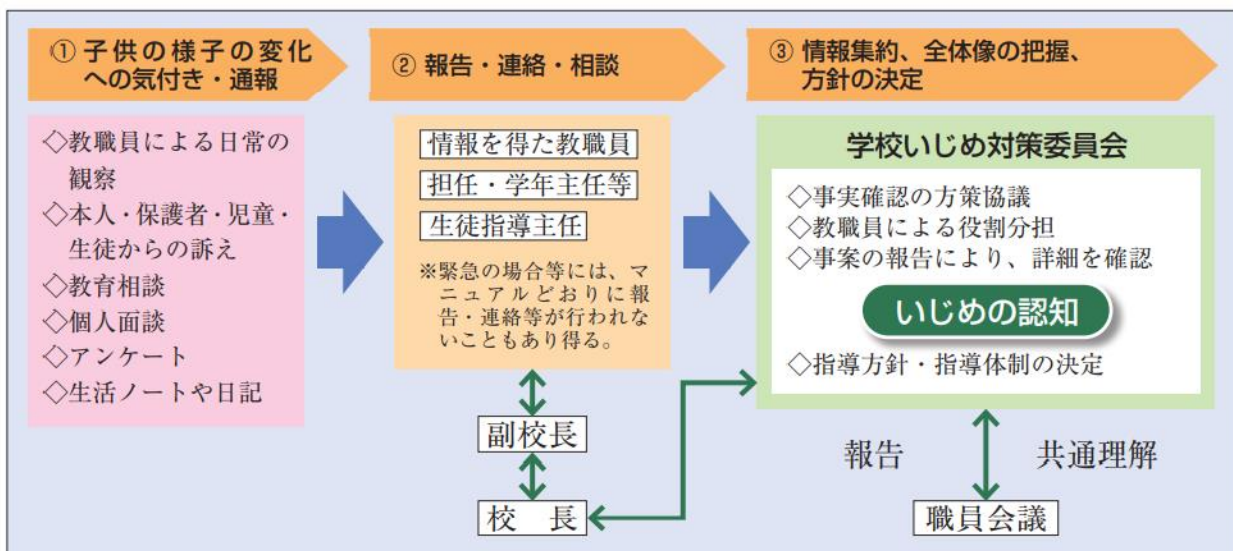 ① 子供の様子の変化
への気付き・通報
◇教職員による日常の
観察
◇本人・保護者・児童・
生徒からの訴え
◇教育相談
◇個人面談
◇アンケート
◇生活ノートや日記
② 報告・連絡・相談
情報を得た教職員
担任・学年主任等
生徒指導主任
※緊急の場合等には、マ
ニュアルどおりに報
告・連絡等が行われな
いこともあり得る。
副校長
校　長
③ 情報集約、全体像の把握、
方針の決定
学校いじめ対策委員会
◇事実確認の方策協議
◇教職員による役割分担
◇事案の報告により、詳細を確認
いじめの認知
◇指導方針・指導体制の決定
報告
共通理解
職員会議